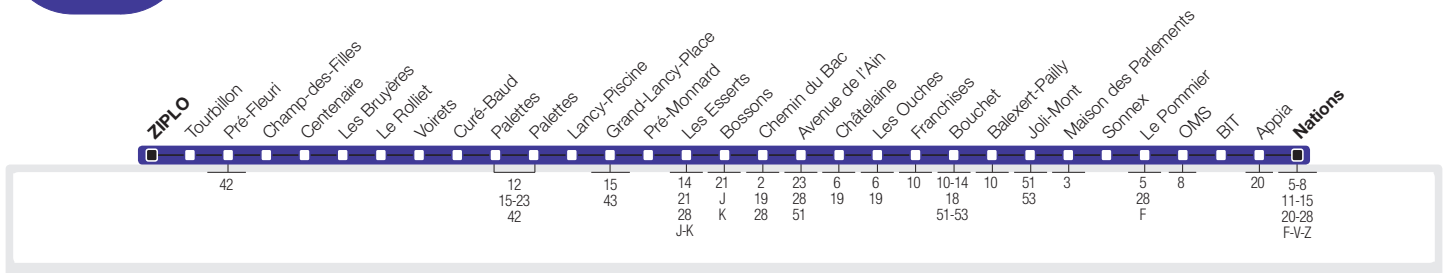 ZIPLO
Tourbillon
Pré-Fleuri
Champ-des-Filles
Centenaire
Les Bruyères
Le Rolliet
Voirets
Curé-Baud
Palettes
Palettes
Lancy-Piscine
Grand-Lancy-Place
Pré-Monnard
Les Esserts
Bossons
Chemin du Bac
Avenue de l'Ain
Châtelaine
Les Ouches
Franchises
Bouchet
Balexert-Pailly
Joli-Mont
Maison des Parlements
Sonnex
Le Pommier
OMS
BIT
Appia
Nations
42
12
15-23
42
15
43
14
21
28
J-K
21
J
K
2
19
28
23
28
51
6
19
6
19
10
10-14
18
51-53
10
51
53
3
5
28
F
8
20
5-8
11-15
20-28
F-V-Z